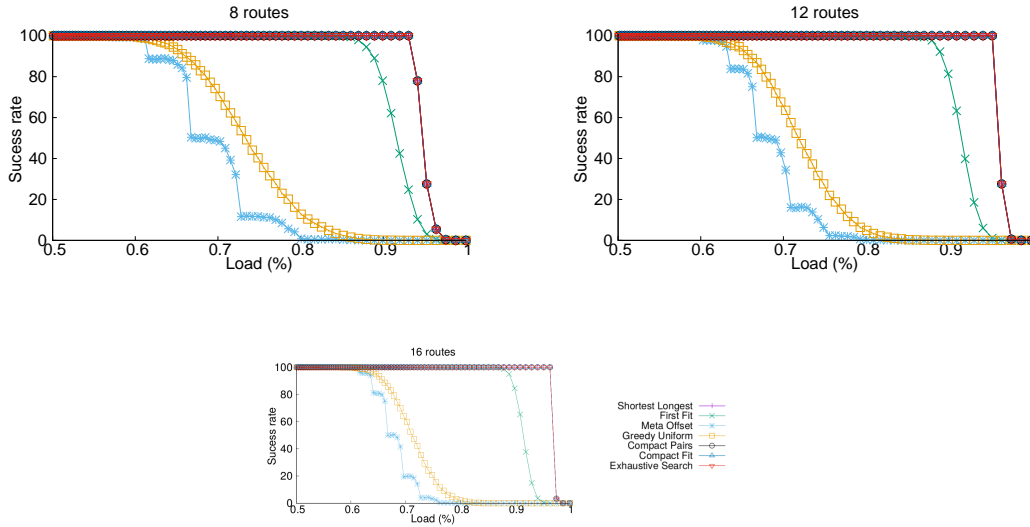 8 routes
100
80
60
40
20
0
Sucess rate
0.5 0.6 0.7 0.8 0.9 1
Load (%)
12 routes
100
80
60
40
20
0
Sucess rate
0.5 0.6 0.7 0.8 0.9
Load (%)
16 routes
100
80
60
40
20
0
Sucess rate
0.5 0.6 0.7 0.8 0.9 1
Load (%)
Shortest Longest
First Fit
Meta Offset
Greedy Uniform
Compact Pairs
Compact Fit
Exhaustive Search